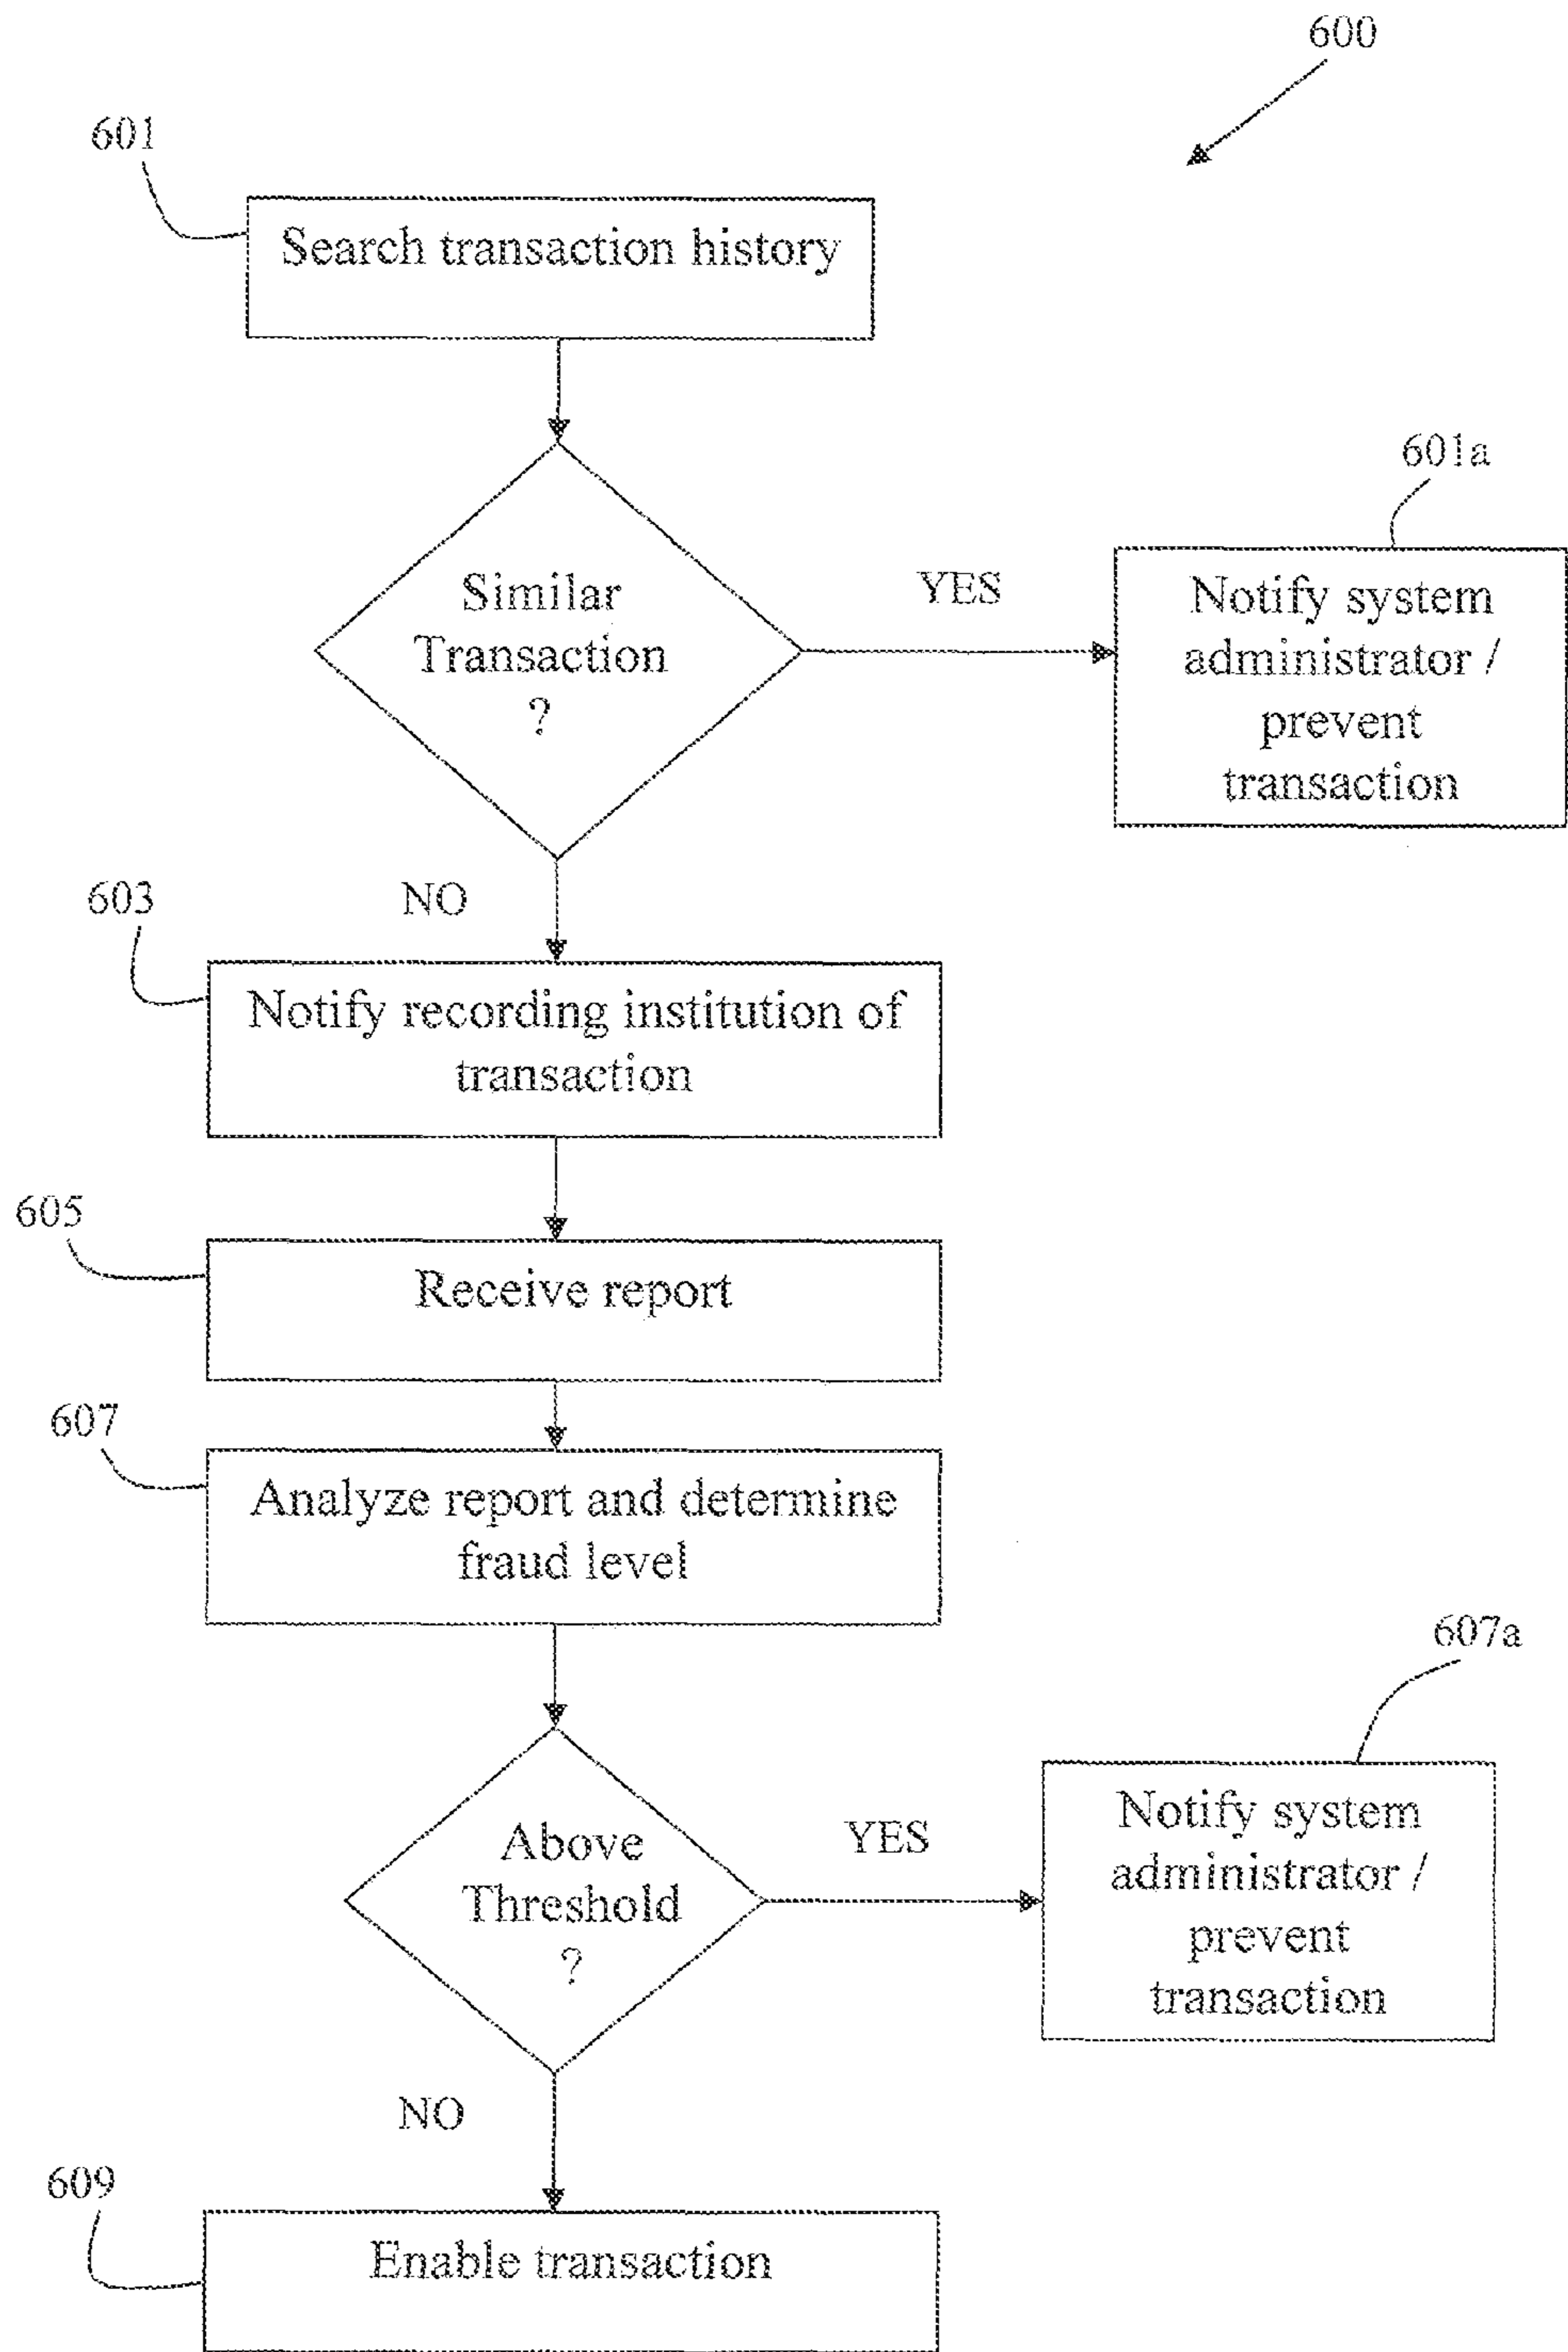 600
601
Search transaction history
Similar
Transaction
?
YES
601a
Notify system
administrator /
prevent
transaction
NO
603
Notify recording institution of
transaction
605
Receive report
607
Analyze report and determine
fraud level
Above
Threshold
?
YES
607a
Notify system
administrator /
prevent
transaction
NO
609
Enable transaction